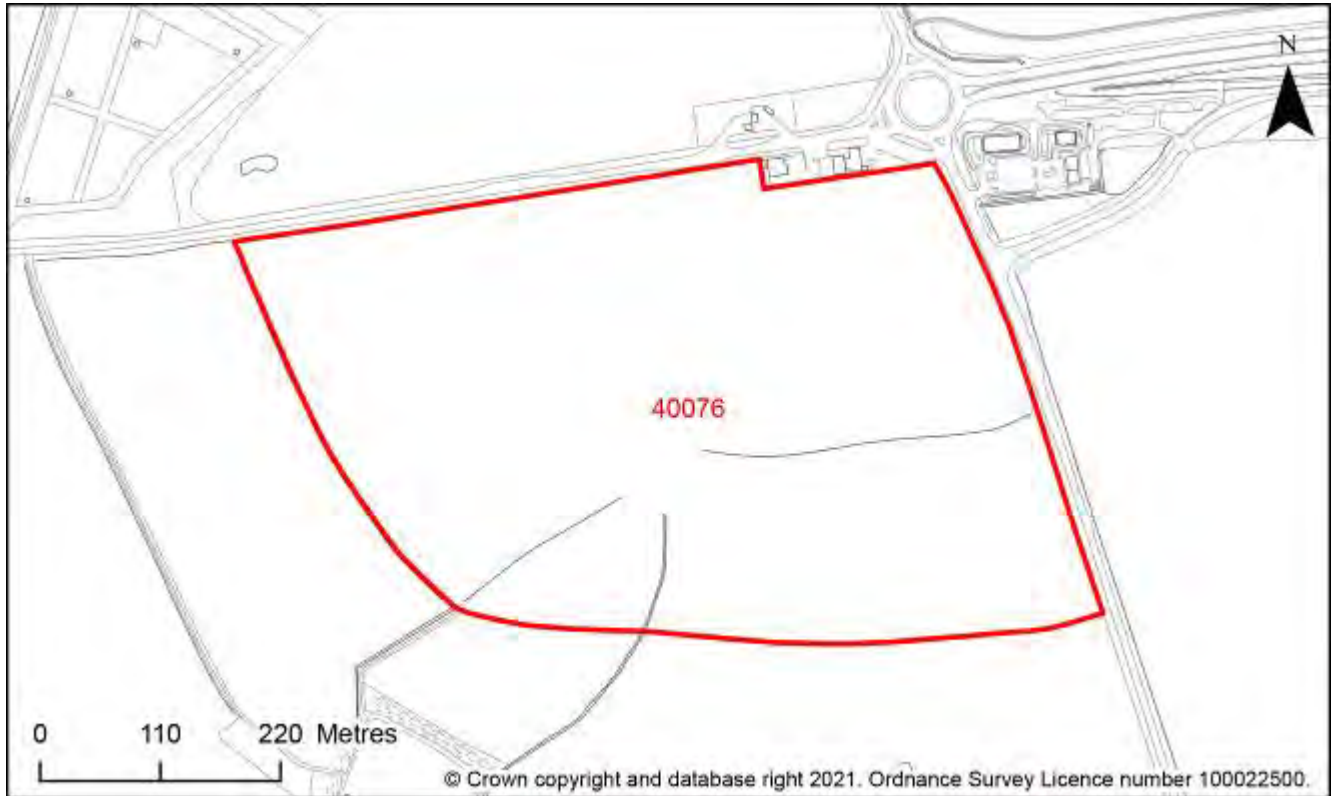 N
40076
0 110 220 Metres
© Crown copyright and database right 2021. Ordnance Survey Licence number 100022500.